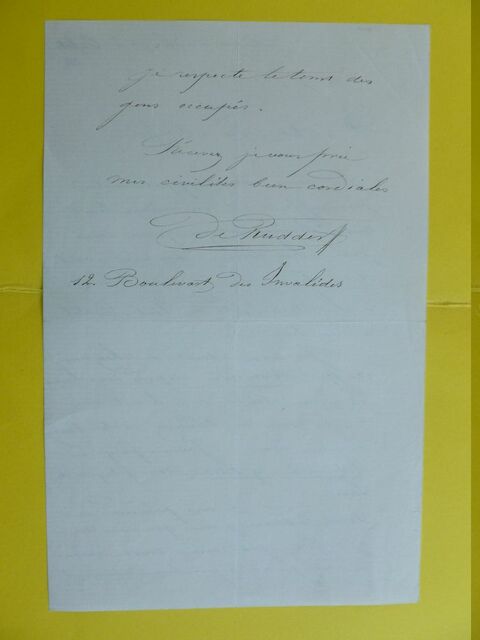 je respecte le tems des
gens occupés.
Recevez je vous prie
mes civilités bien cordiales
De Rudder
12. Boulevart des Invalides